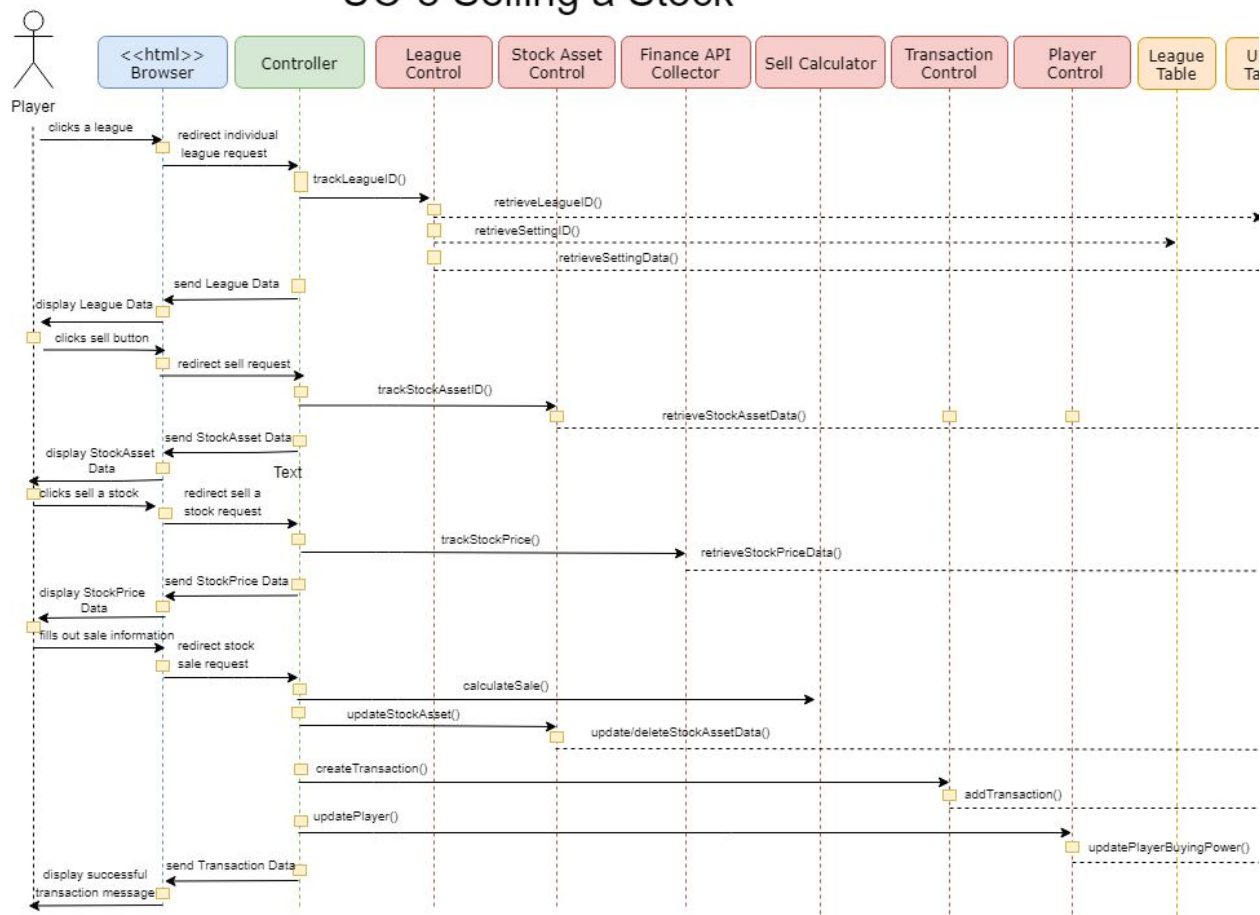 Selling a Stock
<<html>>
Browser
Controller
League
Control
Stock Asset
Control
Finance API
Collector
Sell Calculator
Transaction
Control
Player
Control
League
Table
Player
clicks a league
redirect individual
league request
trackLeagueID()
retrieveLeagueID()
retrieveSettingID()
retrieveSettingData()
send League Data
display League Data
clicks sell button
redirect sell request
trackStockAssetID()
retrieveStockAssetData()
send StockAsset Data
display StockAsset
Data
Text
clicks sell a stock
redirect sell a
stock request
trackStockPrice()
retrieveStockPriceData()
send StockPrice Data
display StockPrice
Data
fills out sale information
redirect stock
sale request
calculateSale()
updateStockAsset()
update/deleteStockAssetData()
createTransaction()
addTransaction()
updatePlayer()
updatePlayerBuyingPower()
send Transaction Data
display successful
transaction message